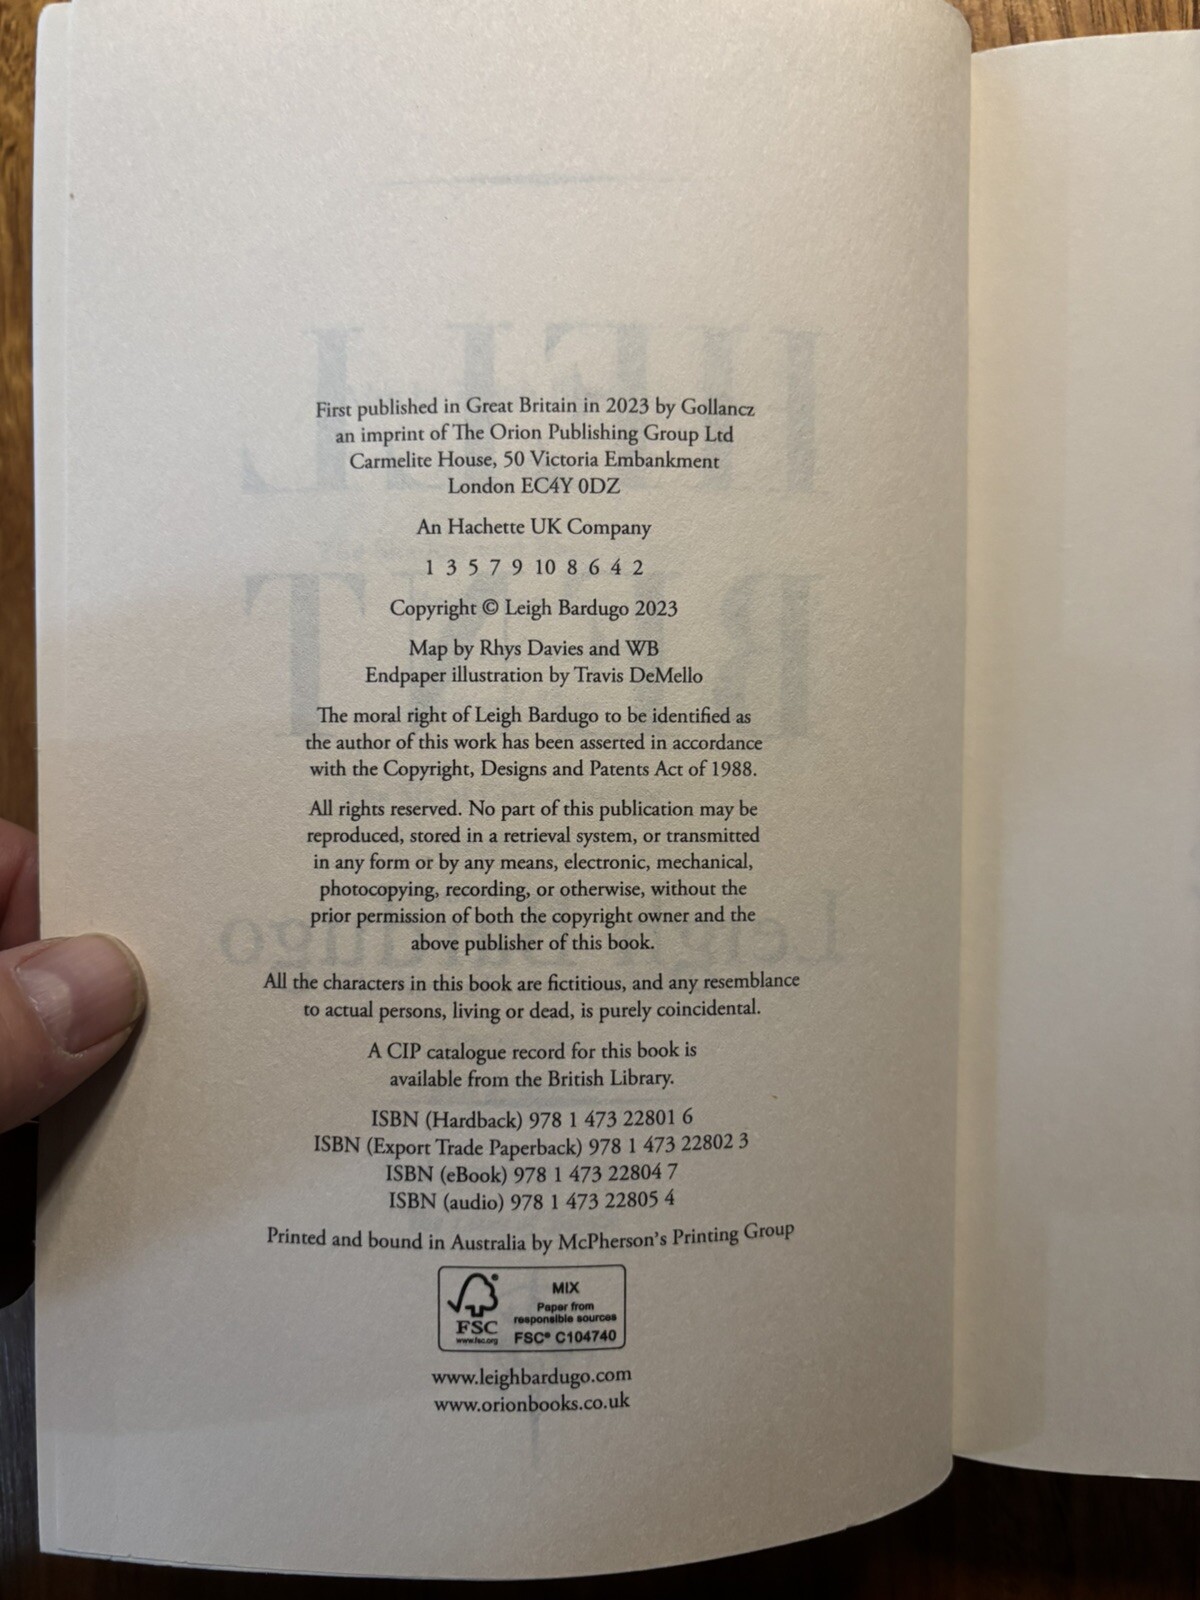 First published in Great Britain in 2023 by Gollancz
an imprint of The Orion Publishing Group Ltd
Carmelite House, 50 Victoria Embankment
London EC4Y 0DZ
An Hachette UK Company
1 3 5 7 9 10 8 6 4 2
Copyright © Leigh Bardugo 2023
Map by Rhys Davies and WB
Endpaper illustration by Travis DeMello
The moral right of Leigh Bardugo to be identified as
the author of this work has been asserted in accordance
with the Copyright, Designs and Patents Act of 1988.
All rights reserved. No part of this publication may be
reproduced, stored in a retrieval system, or transmitted
in any form or by any means, electronic, mechanical,
photocopying, recording, or otherwise, without the
prior permission of both the copyright owner and the
above publisher of this book.
All the characters in this book are fictitious, and any resemblance
to actual persons, living or dead, is purely coincidental.
A CIP catalogue record for this book is
available from the British Library.
ISBN (Hardback) 978 1 473 22801 6
ISBN (Export Trade Paperback) 978 1 473 22802 3
ISBN (eBook) 978 1 473 22804 7
ISBN (audio) 978 1 473 22805 4
Printed and bound in Australia by McPherson's Printing Group
FSC
www.fsc.org
MIX
Paper from
responsible sources
FSC® C104740
www.leighbardugo.com
www.orionbooks.co.uk